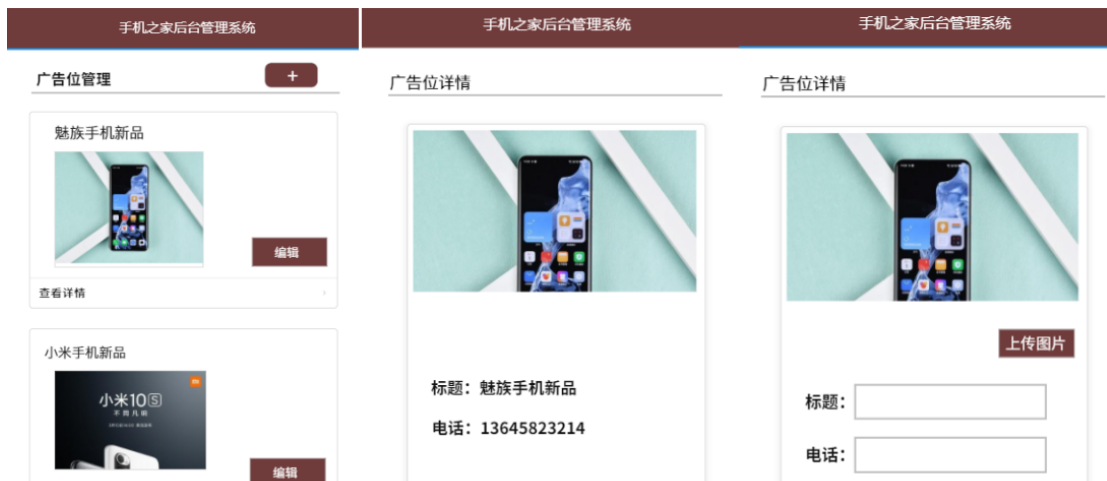 手机之家后台管理系统
广告位管理
+
魅族手机新品
编辑
查看详情
小米手机新品
小米10S
不同凡响
编辑
手机之家后台管理系统
广告位详情
标题：魅族手机新品
电话：13645823214
手机之家后台管理系统
广告位详情
上传图片
标题：
电话：